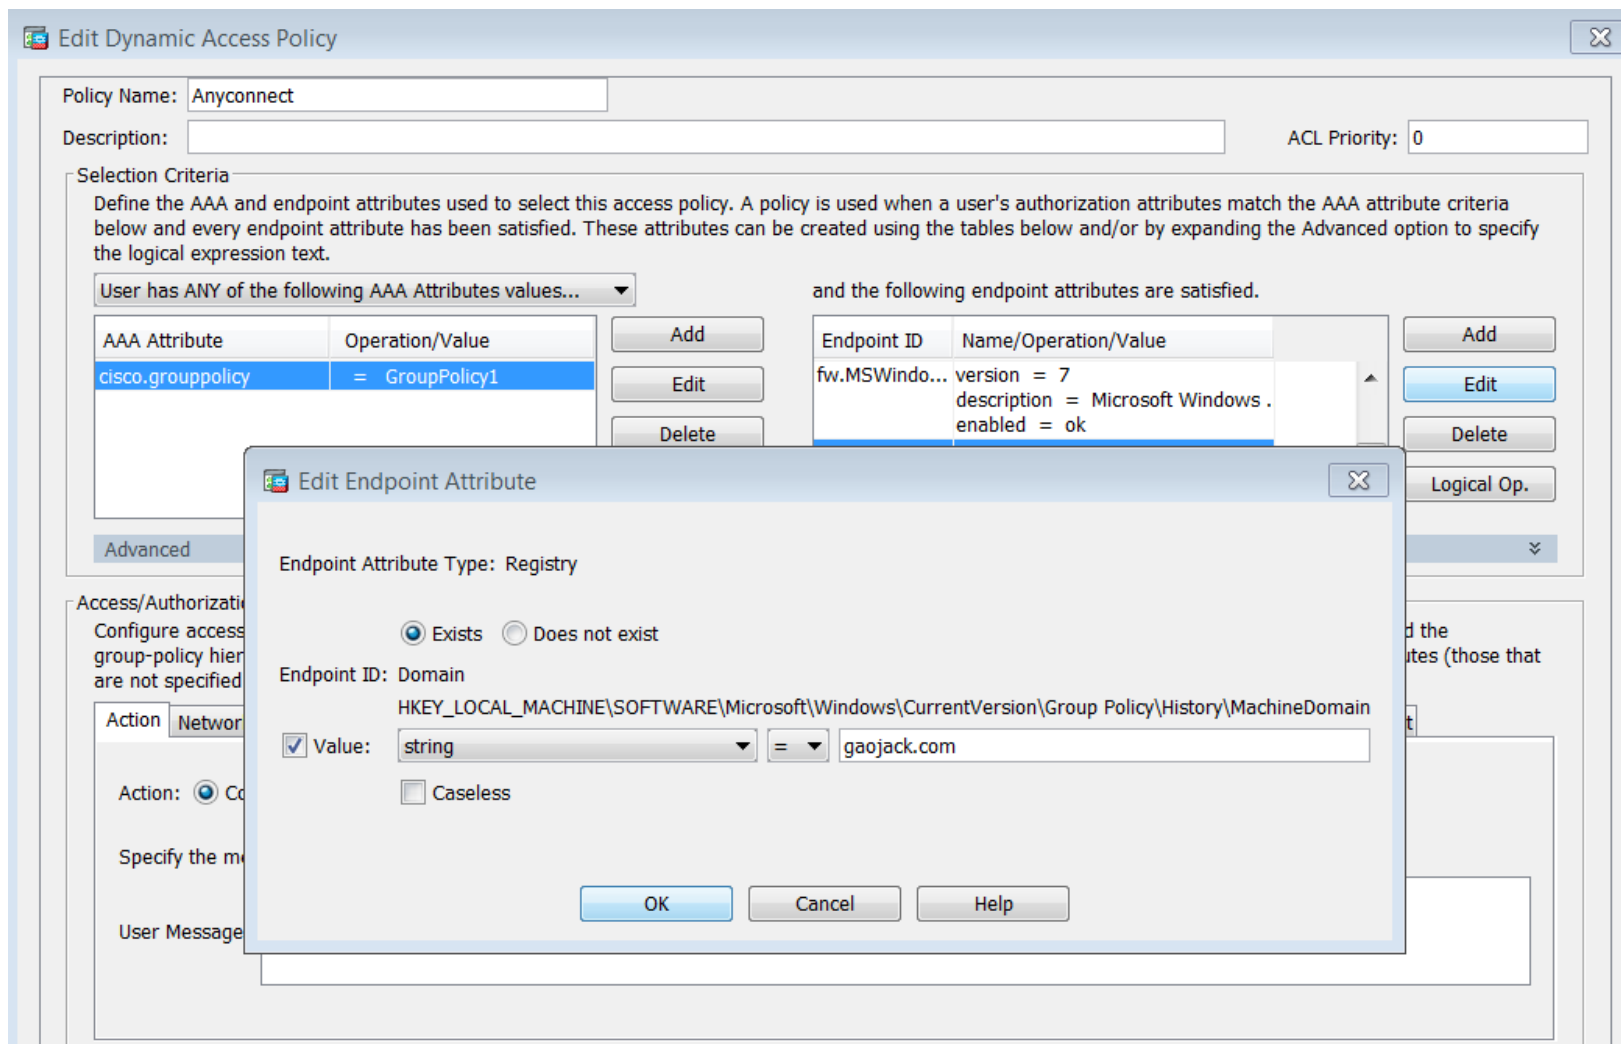 Edit Dynamic Access Policy
Policy Name: Anyconnect
Description:
ACL Priority: 0
Selection Criteria
Define the AAA and endpoint attributes used to select this access policy. A policy is used when a user's authorization attributes match the AAA attribute criteria
below and every endpoint attribute has been satisfied. These attributes can be created using the tables below and/or by expanding the Advanced option to specify
the logical expression text.
User has ANY of the following AAA Attributes values...
and the following endpoint attributes are satisfied.
AAA Attribute Operation/Value
cisco.grouppolicy = GroupPolicy1
Add
Edit
Delete
Endpoint ID Name/Operation/Value
fw.MSWindo... version = 7
description = Microsoft Windows .
enabled = ok
Add
Edit
Delete
Logical Op.
Advanced
Edit Endpoint Attribute
Endpoint Attribute Type: Registry
Exists Does not exist
Endpoint ID: Domain
HKEY_LOCAL_MACHINE\SOFTWARE\Microsoft\Windows\CurrentVersion\Group Policy\History\MachineDomain
Value: string = gaojack.com
Caseless
OK Cancel Help
Access/Authorizati
Configure access d the
group-policy hier utes (those that
are not specified
Action Networ t
Action: Co
Specify the me
User Message